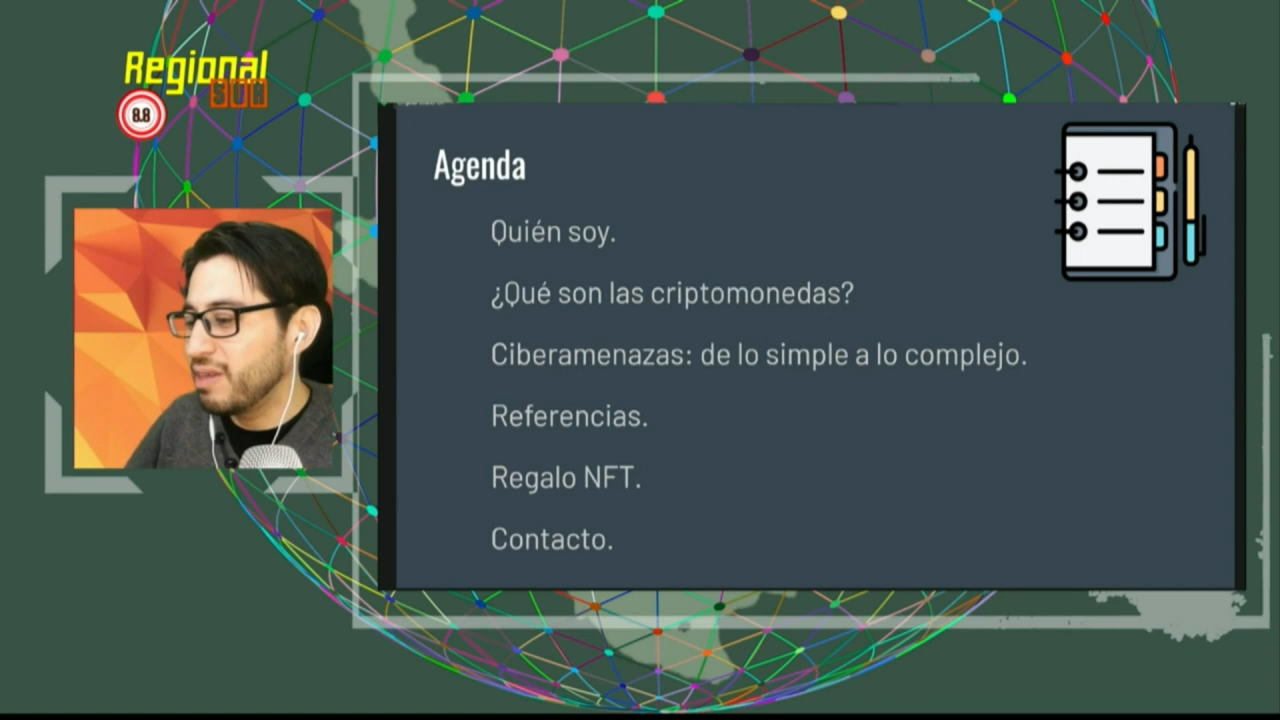 Regional
SUR
8.8
Agenda
Quién soy.
¿Qué son las criptomonedas?
Ciberamenazas: de lo simple a lo complejo.
Referencias.
Regalo NFT.
Contacto.